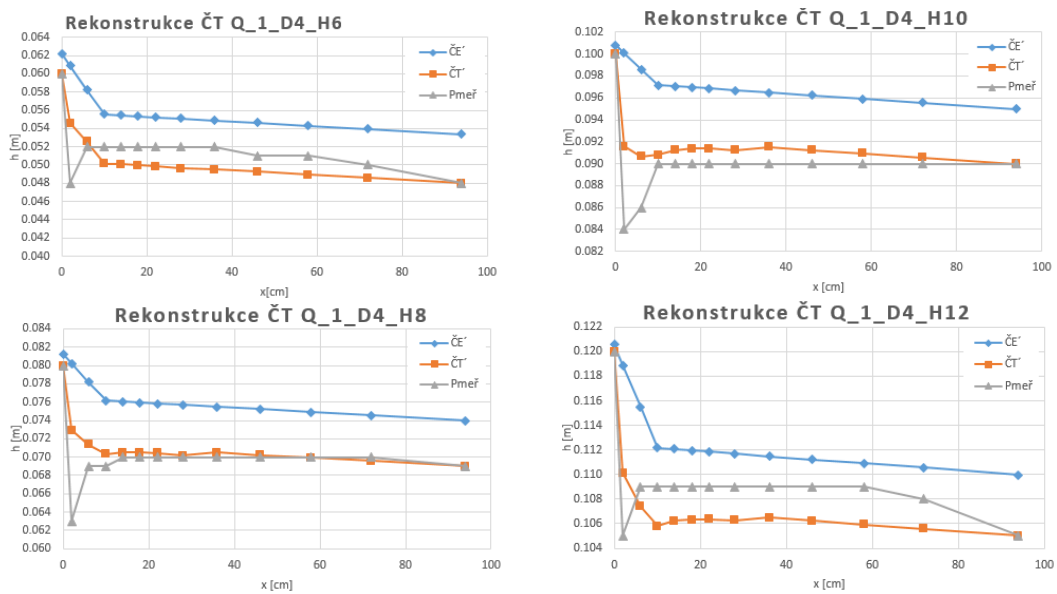 Rekonstrukce ČT Q_1_D4_H6
0.064
0.062
0.060
0.058
0.056
0.054
0.052
0.050
0.048
0.046
0.044
0.042
0.040
h [m]
ČE´
ČT´
Pmeř
0 20 40 60 80 100
x[cm]
Rekonstrukce ČT Q_1_D4_H10
0.102
0.100
0.098
0.096
0.094
0.092
0.090
0.088
0.086
0.084
0.082
h [m]
ČE´
ČT´
Pmeř
0 20 40 60 80 100
x [cm]
Rekonstrukce ČT Q_1_D4_H8
0.084
0.082
0.080
0.078
0.076
0.074
0.072
0.070
0.068
0.066
0.064
0.062
0.060
h [m]
ČE´
ČT´
Pmeř
0 20 40 60 80 100
x [cm]
Rekonstrukce ČT Q_1_D4_H12
0.122
0.120
0.118
0.116
0.114
0.112
0.110
0.108
0.106
0.104
h [m]
ČE´
ČT´
Pmeř
0 20 40 60 80 100
x [cm]